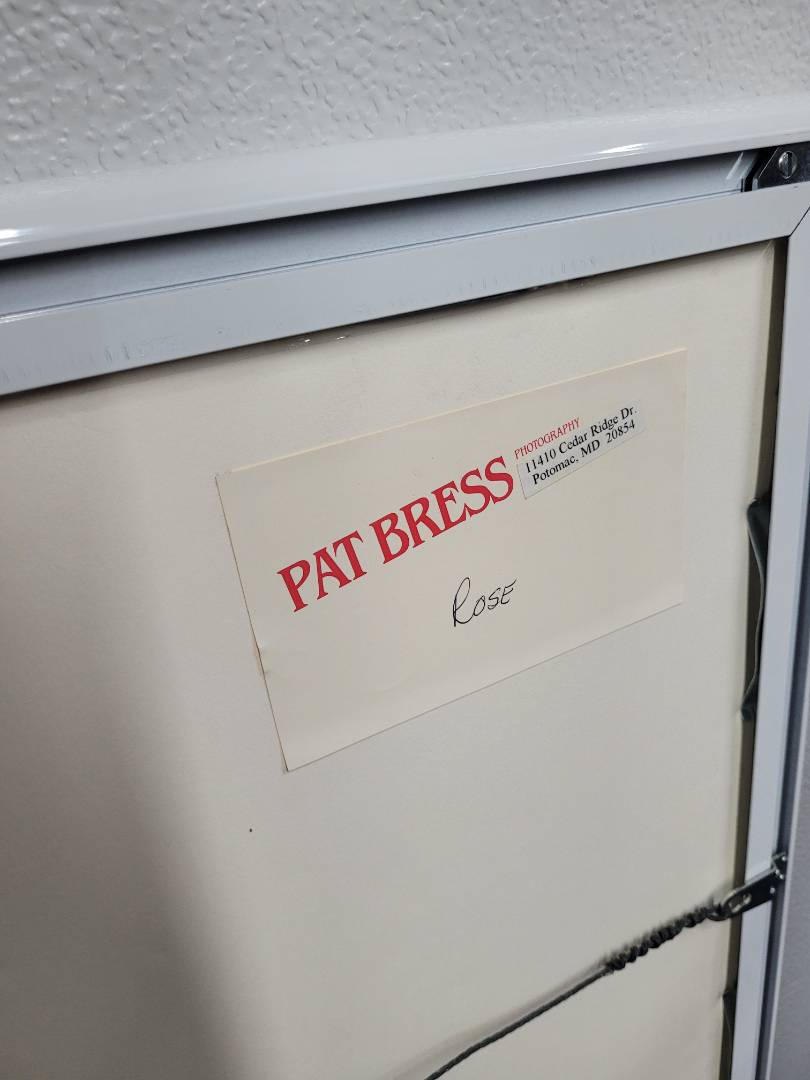 PAT BRESS
PHOTOGRAPHY
11410 Cedar Ridge Dr.
Potomac, MD 20854
Rose